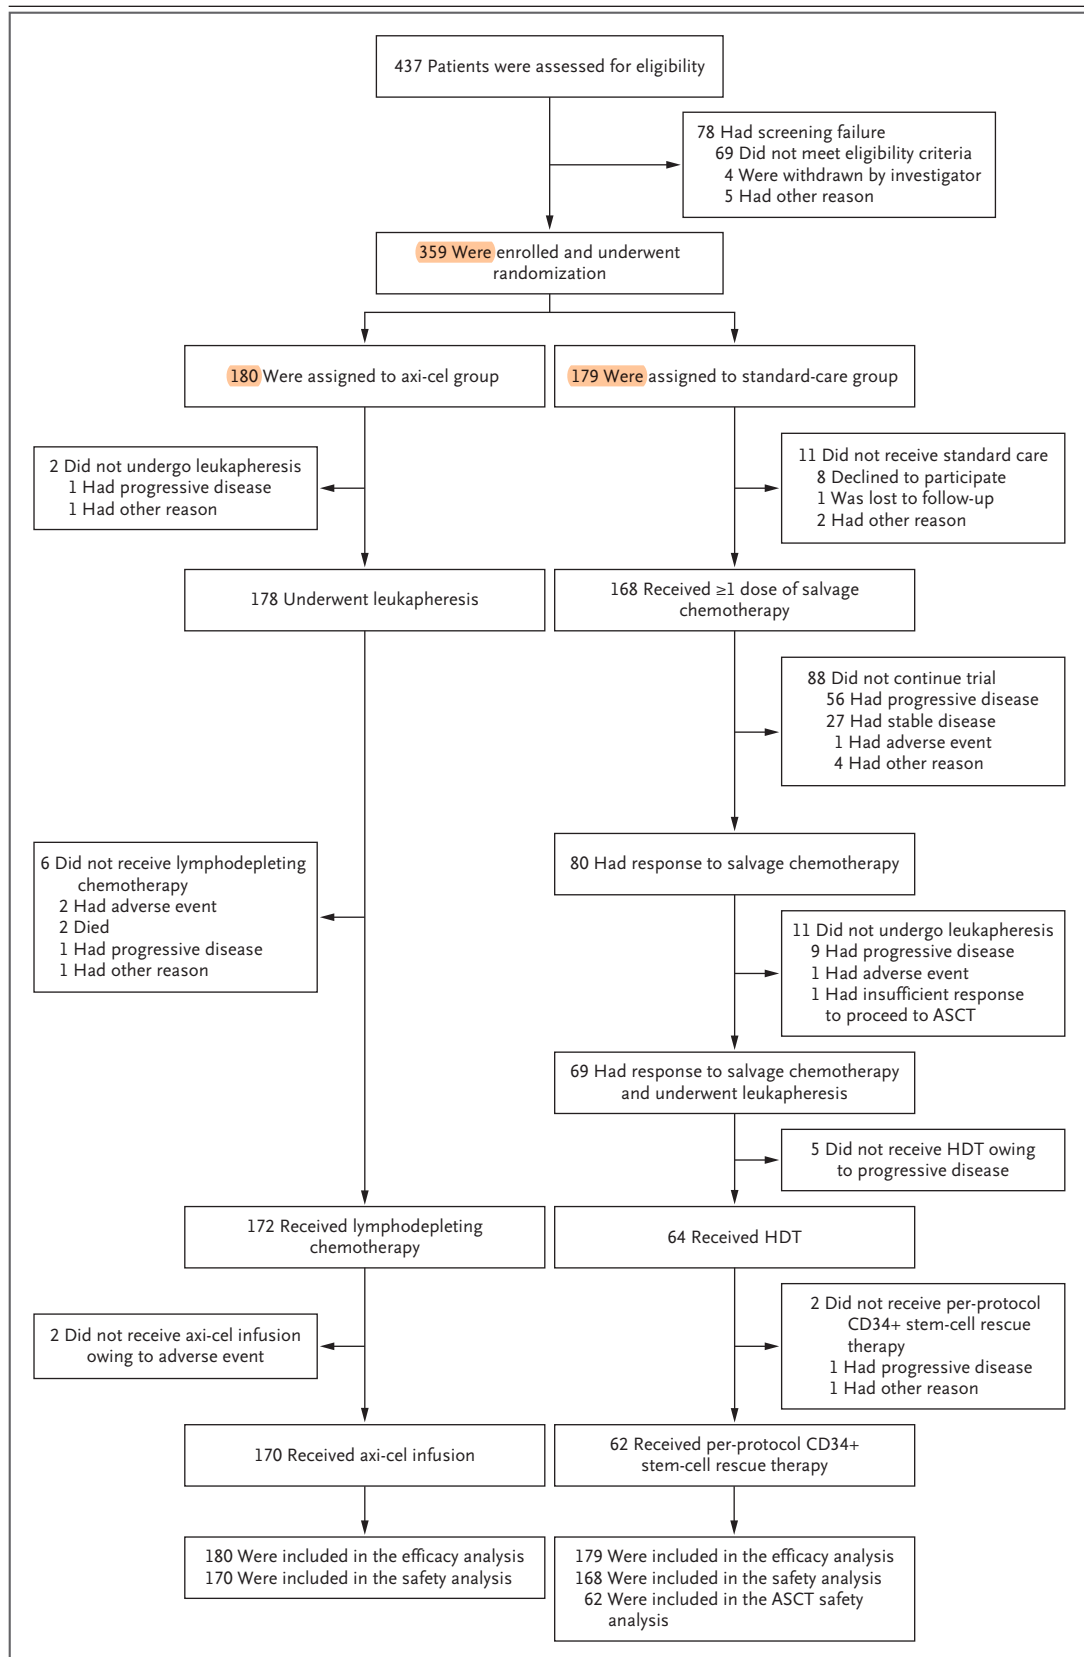 437 Patients were assessed for eligibility
78 Had screening failure
69 Did not meet eligibility criteria
4 Were withdrawn by investigator
5 Had other reason
359 Were enrolled and underwent
randomization
180 Were assigned to axi-cel group
179 Were assigned to standard-care group
2 Did not undergo leukapheresis
1 Had progressive disease
1 Had other reason
11 Did not receive standard care
8 Declined to participate
1 Was lost to follow-up
2 Had other reason
178 Underwent leukapheresis
168 Received ≥1 dose of salvage
chemotherapy
88 Did not continue trial
56 Had progressive disease
27 Had stable disease
1 Had adverse event
4 Had other reason
6 Did not receive lymphodepleting
chemotherapy
2 Had adverse event
2 Died
1 Had progressive disease
1 Had other reason
80 Had response to salvage chemotherapy
11 Did not undergo leukapheresis
9 Had progressive disease
1 Had adverse event
1 Had insufficient response
to proceed to ASCT
69 Had response to salvage chemotherapy
and underwent leukapheresis
5 Did not receive HDT owing
to progressive disease
172 Received lymphodepleting
chemotherapy
64 Received HDT
2 Did not receive axi-cel infusion
owing to adverse event
2 Did not receive per-protocol
CD34+ stem-cell rescue
therapy
1 Had progressive disease
1 Had other reason
170 Received axi-cel infusion
62 Received per-protocol CD34+
stem-cell rescue therapy
180 Were included in the efficacy analysis
170 Were included in the safety analysis
179 Were included in the efficacy analysis
168 Were included in the safety analysis
62 Were included in the ASCT safety
analysis